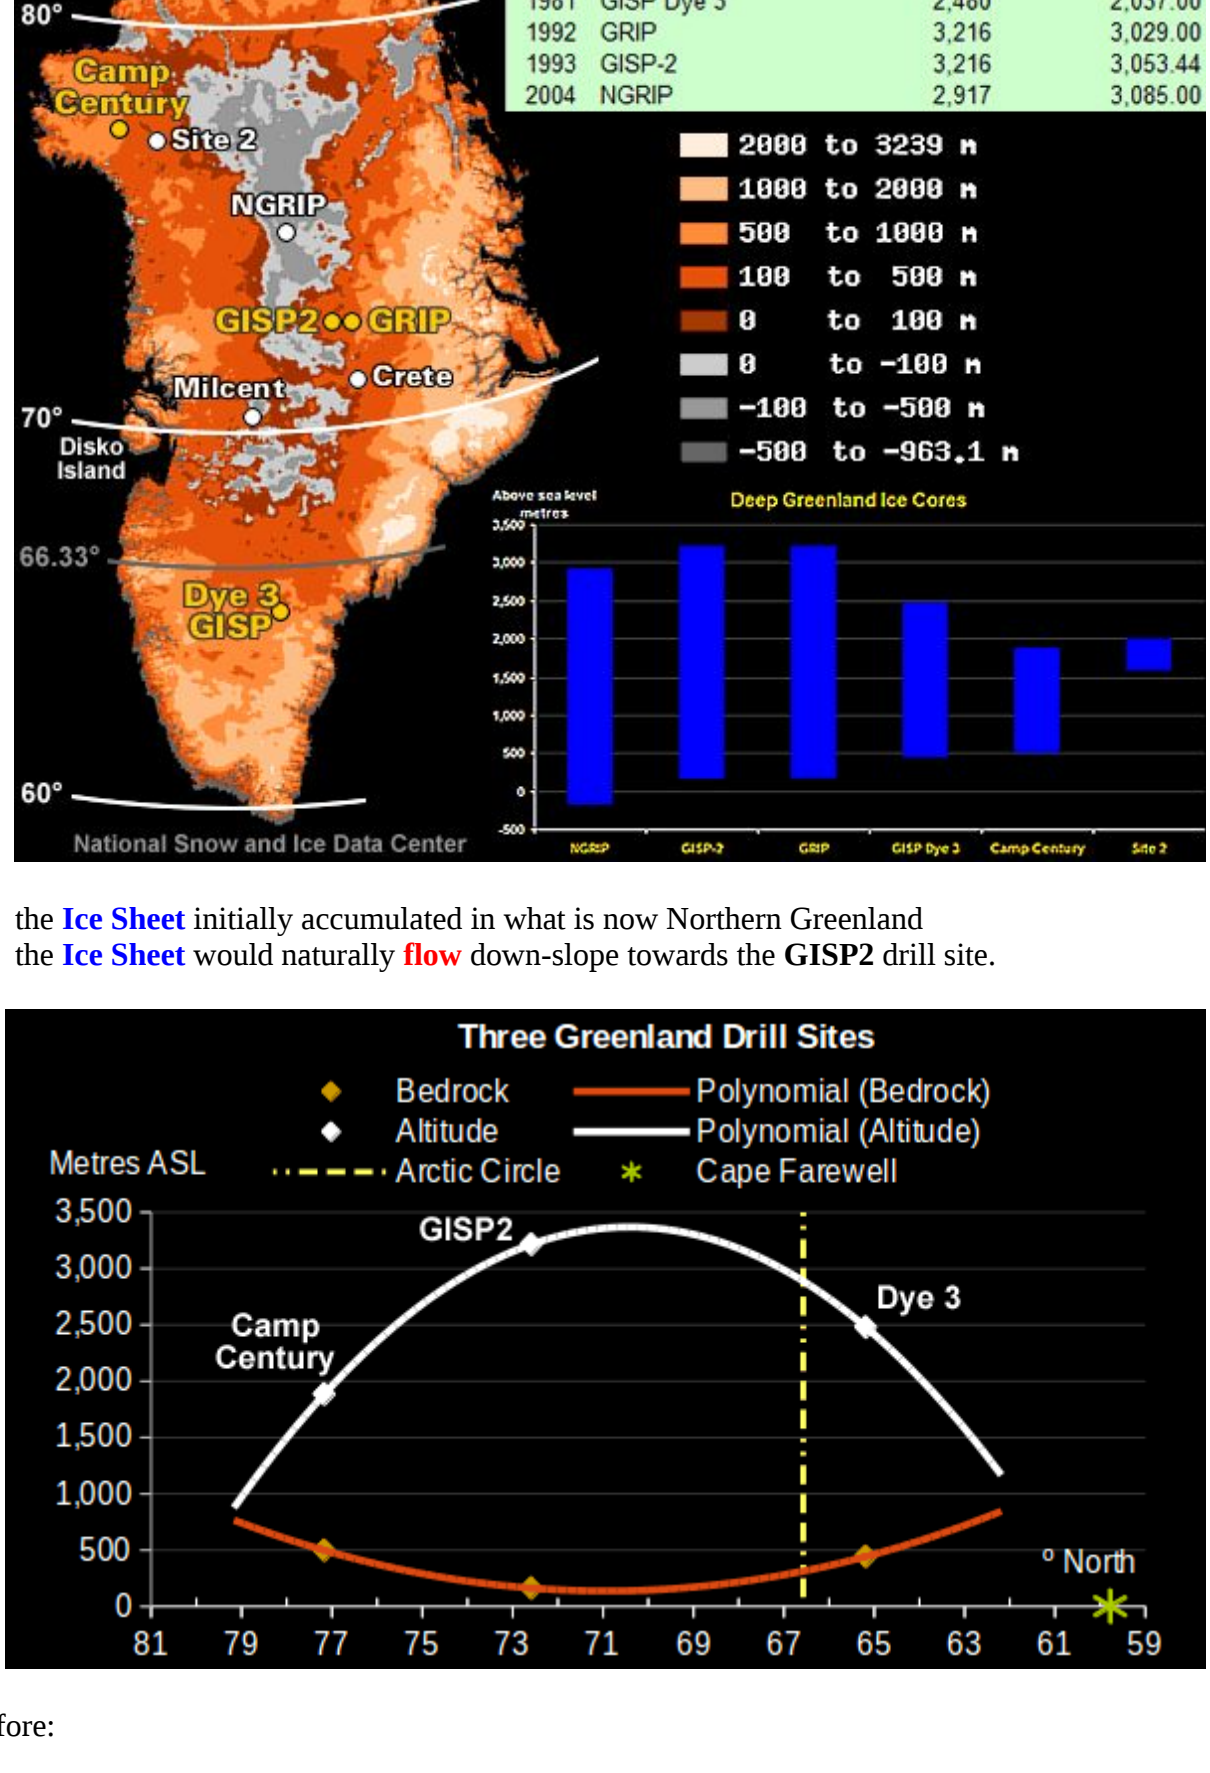 80°
1981 GISP Dye 3 2,480 2,037.00
1992 GRIP 3,216 3,029.00
1993 GISP-2 3,216 3,053.44
2004 NGRIP 2,917 3,085.00
Camp
Century
Site 2
NGRIP
GISP2 GRIP
Milcent
Crete
70°
Disko
Island
66.33°
Dye 3
GISP
60°
National Snow and Ice Data Center
2000 to 3239 m
1000 to 2000 m
500 to 1000 m
100 to 500 m
0 to 100 m
0 to -100 m
-100 to -500 m
-500 to -963.1 m
Above sea level
metres
Deep Greenland Ice Cores
3,500
3,000
2,500
2,000
1,500
1,000
500
0
-500
NGRIP GISP-2 GRIP GISP Dye 3 Camp Century Site 2
the Ice Sheet initially accumulated in what is now Northern Greenland
the Ice Sheet would naturally flow down-slope towards the GISP2 drill site.
Three Greenland Drill Sites
Bedrock Polynomial (Bedrock)
Altitude Polynomial (Altitude)
Arctic Circle Cape Farewell
Metres ASL
3,500
3,000
2,500
2,000
1,500
1,000
500
0
GISP2
Camp
Century
Dye 3
º North
81 79 77 75 73 71 69 67 65 63 61 59
fore: